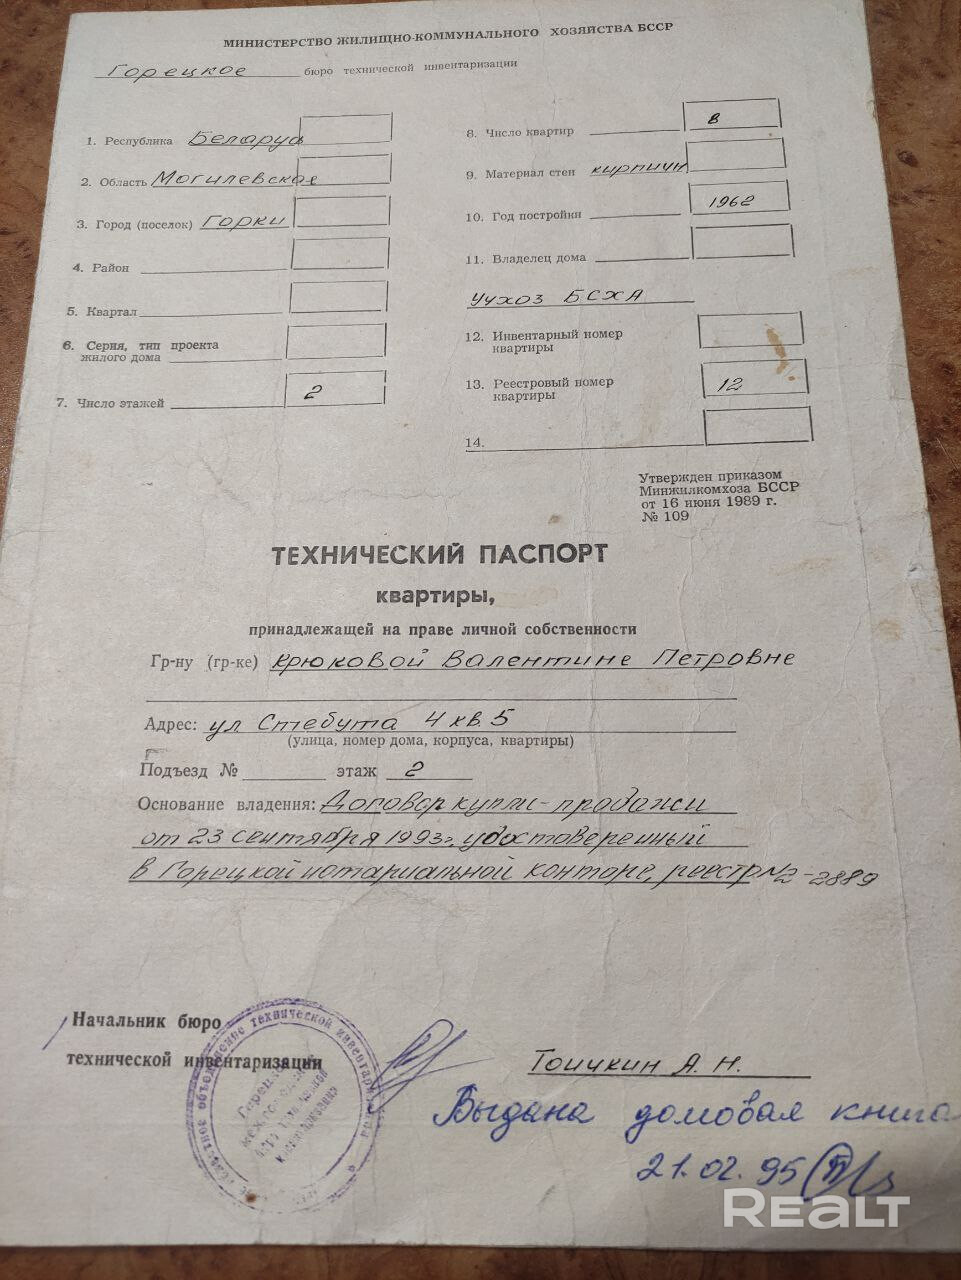 МИНИСТЕРСТВО ЖИЛИЩНО-КОММУНАЛЬНОГО ХОЗЯЙСТВА БССР
Горецкое бюро технической инвентаризации
1. Республика Беларусь
2. Область Могилевская
3. Город (поселок) Горки
4. Район
5. Квартал
6. Серия, тип проекта
жилого дома
7. Число этажей 2
8. Число квартир 8
9. Материал стен кирпичн
10. Год постройки 1962
11. Владелец дома
Учхоз БСХА
12. Инвентарный номер
квартиры
13. Реестровый номер 12
квартиры
14.
Утвержден приказом
Минжилкомхоза БССР
от 16 июня 1989 г.
№ 109
ТЕХНИЧЕСКИЙ ПАСПОРТ
квартиры,
принадлежащей на праве личной собственности
Гр-ну (гр-ке) Крюковой Валентине Петровне
Адрес: ул Стебута 4 кв. 5
(улица, номер дома, корпуса, квартиры)
Подъезд № этаж 2
Основание владения: Договор купли-продажи
от 23 сентября 1993 г. удостоверенный
в Горецкой нотариальной конторе, реестр №2-2889
Начальник бюро
технической инвентаризации
Тоичкин А. Н.
Выдана домовая книга
21.02.95
REALT